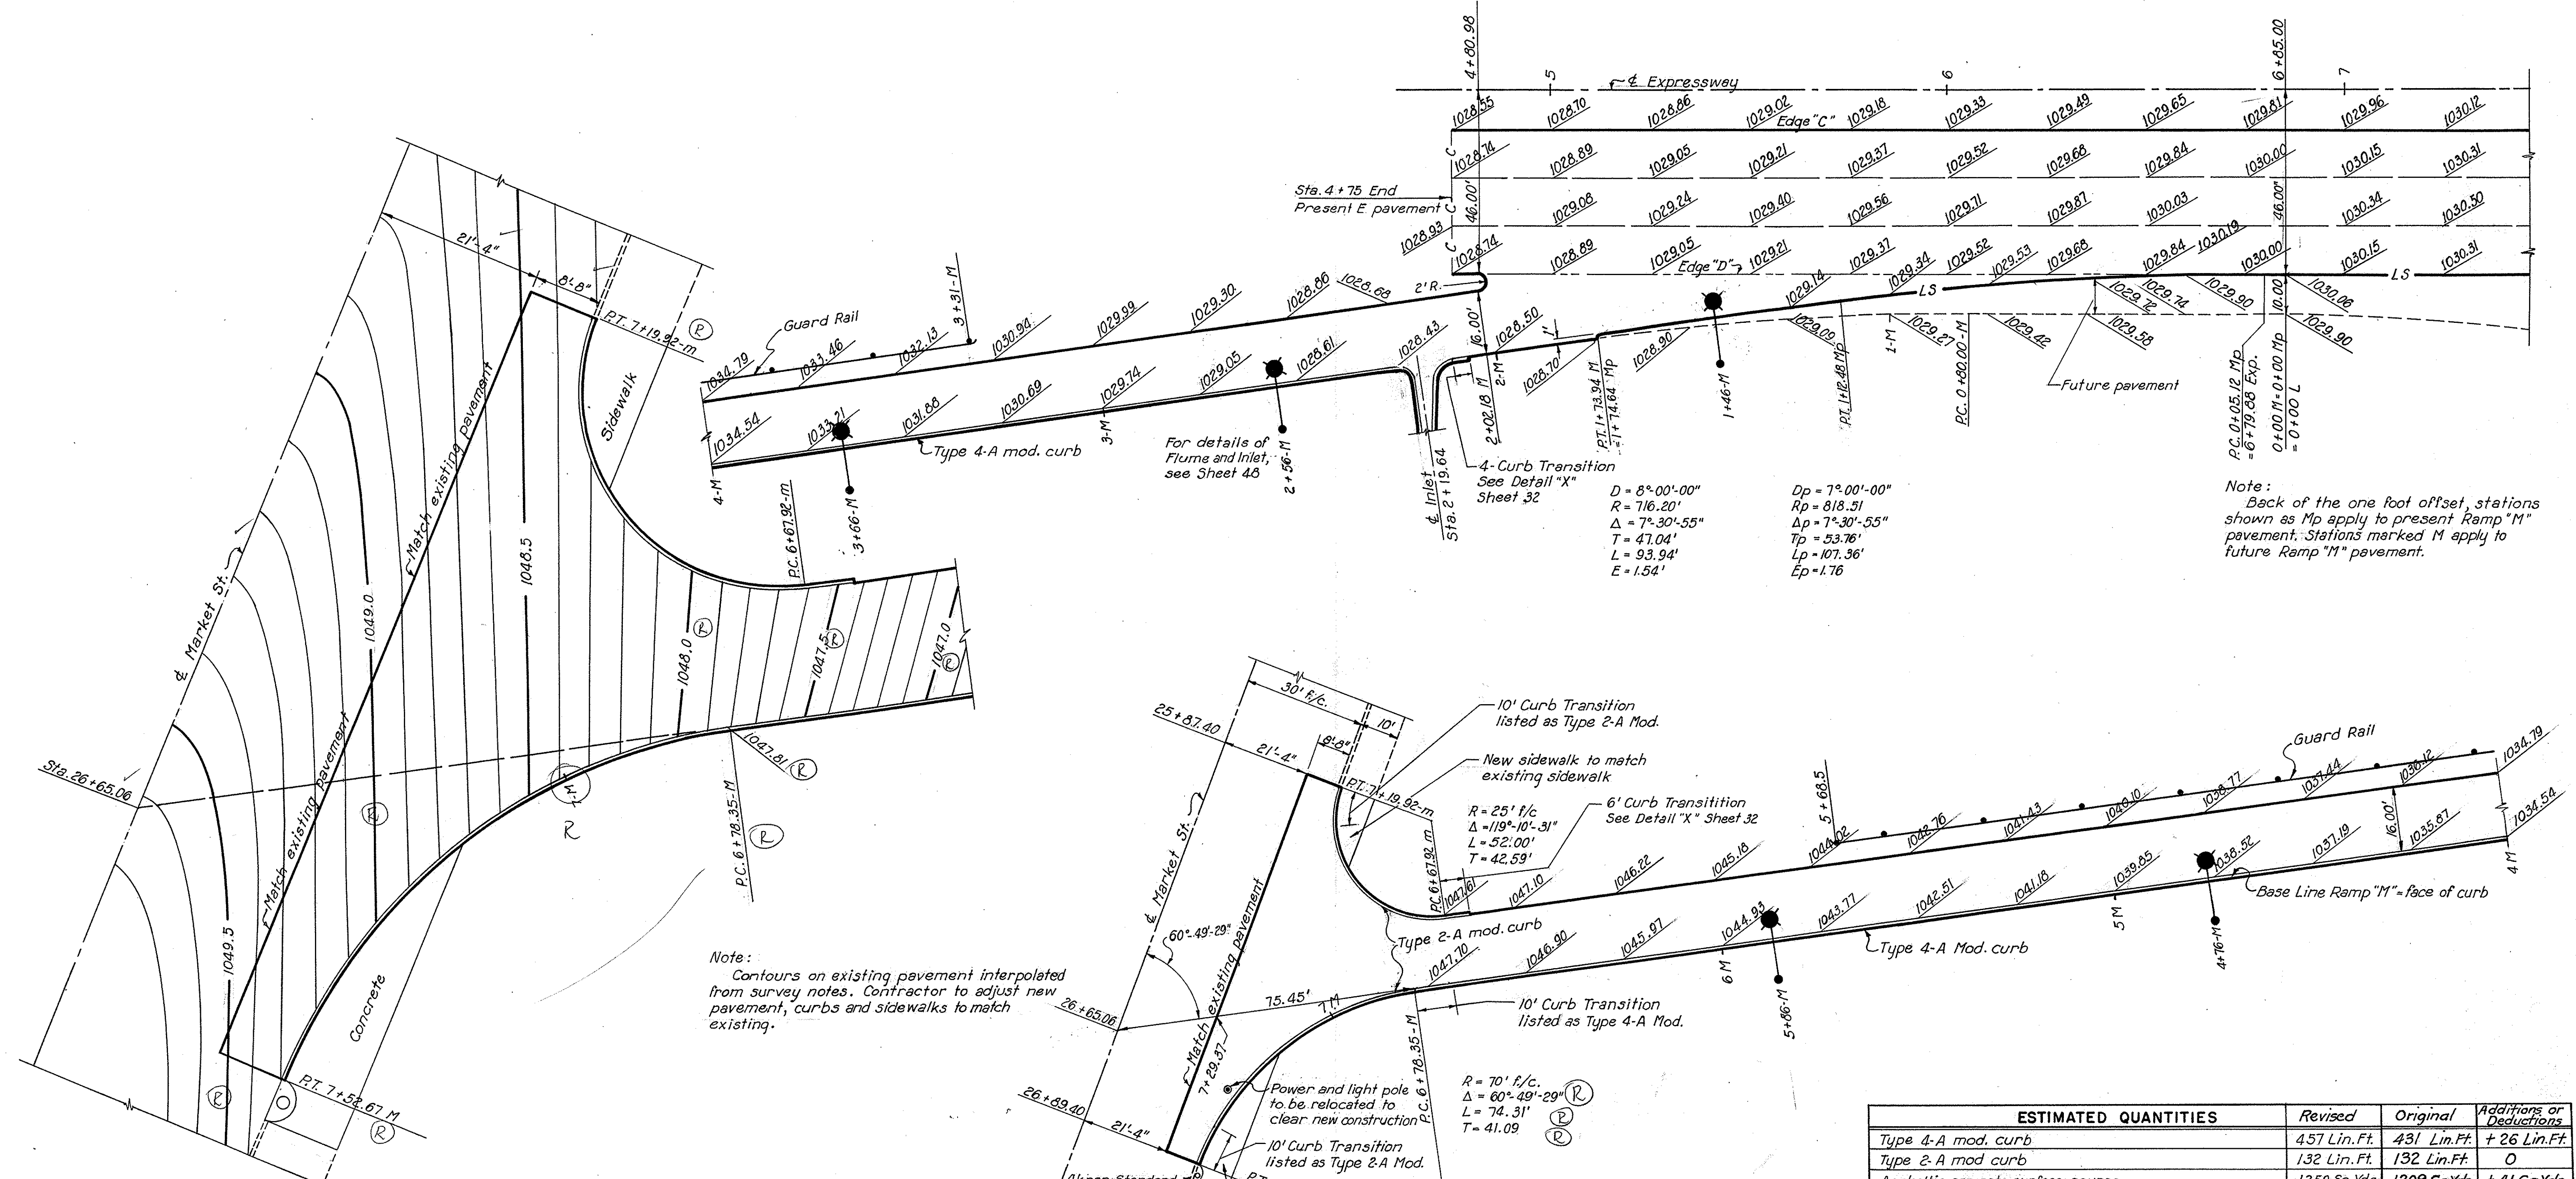 4+80.98
5
6
6+85.00
7
℄ Expressway
1028.55
1028.70
1028.86
1029.02
1029.18
1029.33
1029.49
1029.65
1029.81
1029.96
1030.12
Edge "C"
1028.74
1028.89
1029.05
1029.21
1029.37
1029.52
1029.68
1029.84
1030.00
1030.15
1030.31
Sta. 4+75 End
Present E. pavement
C
C
C
46.00'
46.00'
1028.93
1029.08
1029.24
1029.40
1029.56
1029.71
1029.87
1030.03
1030.19
1030.34
1030.50
1028.74
1028.89
1029.05
1029.21
1029.37
1029.34
1029.52
1029.53
1029.68
1029.84
1030.00
1030.15
1030.31
Edge "D"
LS
LS
2' R.
21'-4"
8'-8"
P.T. 7+19.92-m
R
Guard Rail
3+31-M
1034.79
1033.46
1032.13
1030.94
1029.99
1029.30
1028.86
1028.68
1028.43
16.00'
1028.50
1'
1029.14
1029.72
1029.74
1029.90
10.00'
1030.06
1034.54
1033.21
1031.88
1030.69
1029.74
1029.05
1028.61
1028.70
1028.90
1029.09
1029.27
1029.42
1029.58
1029.90
4-M
3-M
2-M
1-M
Type 4-A mod. curb
3+66-M
2+56-M
1+46-M
For details of
Flume and Inlet,
see Sheet 48
℄ Inlet
Sta. 2+19.64
2+02.18 M
P.T. 1+73.94 M
=1+74.64 Mp
P.T. 1+12.48 Mp
P.C. 0+80.00-M
P.C. 0+05.12 Mp
=6+79.88 Exp.
0+00 M=0+00 Mp
=0+00 L
Future pavement
4-Curb Transition
See Detail "X"
Sheet 32
D = 8°-00'-00"
R = 716.20'
Δ = 7°-30'-55"
T = 47.04'
L = 93.94'
E = 1.54'
Dp = 7°-00'-00"
Rp = 818.51
Δp = 7°-30'-55"
Tp = 53.76'
Lp = 107.36'
Ep = 1.76
Note:
Back of the one foot offset, stations
shown as Mp apply to present Ramp "M"
pavement. Stations marked M apply to
future Ramp "M" pavement.
Sidewalk
Match existing pavement
℄ Market St.
1049.0
1048.5
P.C. 6+67.92-m
1048.0
R
1047.5
R
1047.0
R
Match existing pavement
Sta. 26+65.06
1047.81
R
R
R
P.C. 6+78.35-M
R
1049.5
Concrete
P.T. 7+52.67 M
R
R
Note:
Contours on existing pavement interpolated
from survey notes. Contractor to adjust new
pavement, curbs and sidewalks to match
existing.
30' f/c.
10'
25+87.40
21'-4"
8'-8"
10' Curb Transition
listed as Type 2-A Mod.
New sidewalk to match
existing sidewalk
P.T. 7+19.92-m
R = 25' f/c
Δ = 119°-10'-31"
L = 52.00'
T = 42.59'
6' Curb Transitition
See Detail "X" Sheet 32
℄ Market St.
P.C. 6+67.92 m
1047.61
1047.10
1046.22
1045.18
1044.02
1042.76
1041.43
1040.10
1038.77
1037.44
1036.12
1034.79
5+68.5
Guard Rail
16.00'
Type 2-A mod. curb
1047.70
1046.90
1045.97
1044.93
1043.77
1042.51
1041.18
1039.85
1038.52
1037.19
1035.87
1034.54
6 M
5 M
4 M
Type 4-A Mod. curb
Base Line Ramp "M"= face of curb
5+86-M
4+76-M
60°-49'-29"
Match existing pavement
26+65.06
75.45'
7 M
10' Curb Transition
listed as Type 4-A Mod.
P.C. 6+78.35-M
7+29.37
Power and light pole
to be relocated to
clear new construction
R = 70' f/c.
Δ = 60°-49'-29" R
L = 74.31' R
T = 41.09 R
26+89.40
21'-4"
10' Curb Transition
listed as Type 2-A Mod.
ESTIMATED QUANTITIES Revised Original Additions or Deductions
Type 4-A mod. curb 457 Lin.Ft. 431 Lin.Ft. +26 Lin.Ft.
Type 2-A mod curb 132 Lin.Ft. 132 Lin.Ft. 0